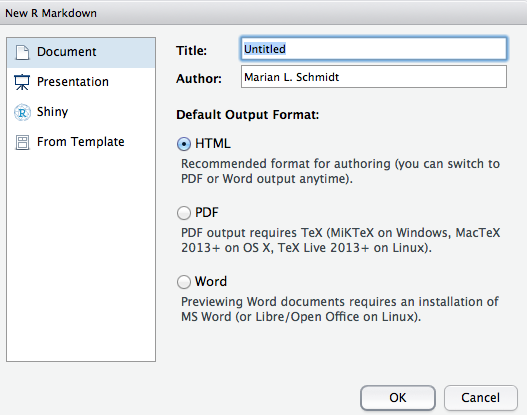 New R Markdown
Document
Presentation
Shiny
From Template
Title: Untitled
Author: Marian L. Schmidt
Default Output Format:
HTML
Recommended format for authoring (you can switch to
PDF or Word output anytime).
PDF
PDF output requires TeX (MiKTeX on Windows, MacTeX
2013+ on OS X, TeX Live 2013+ on Linux).
Word
Previewing Word documents requires an installation of
MS Word (or Libre/Open Office on Linux).
OK Cancel